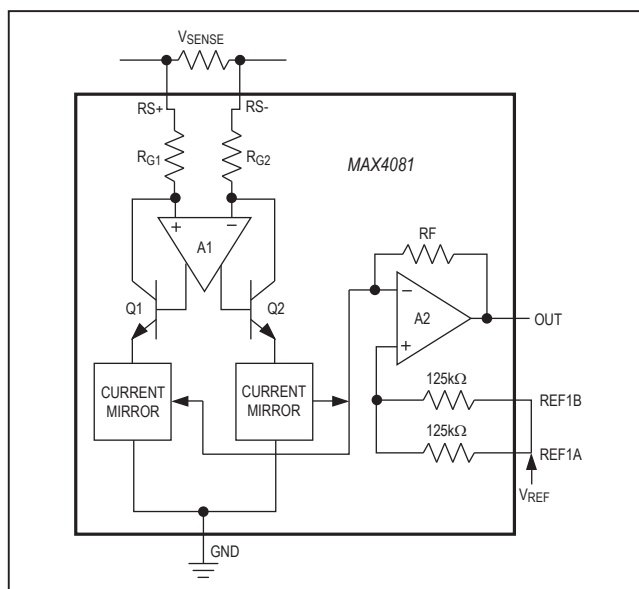 VSENSE
RS+ RS-
RG1 RG2
MAX4081
+ −
A1
RF
Q1 Q2
−
A2
+
OUT
CURRENT
MIRROR
CURRENT
MIRROR
125kΩ
REF1B
125kΩ
REF1A
VREF
GND